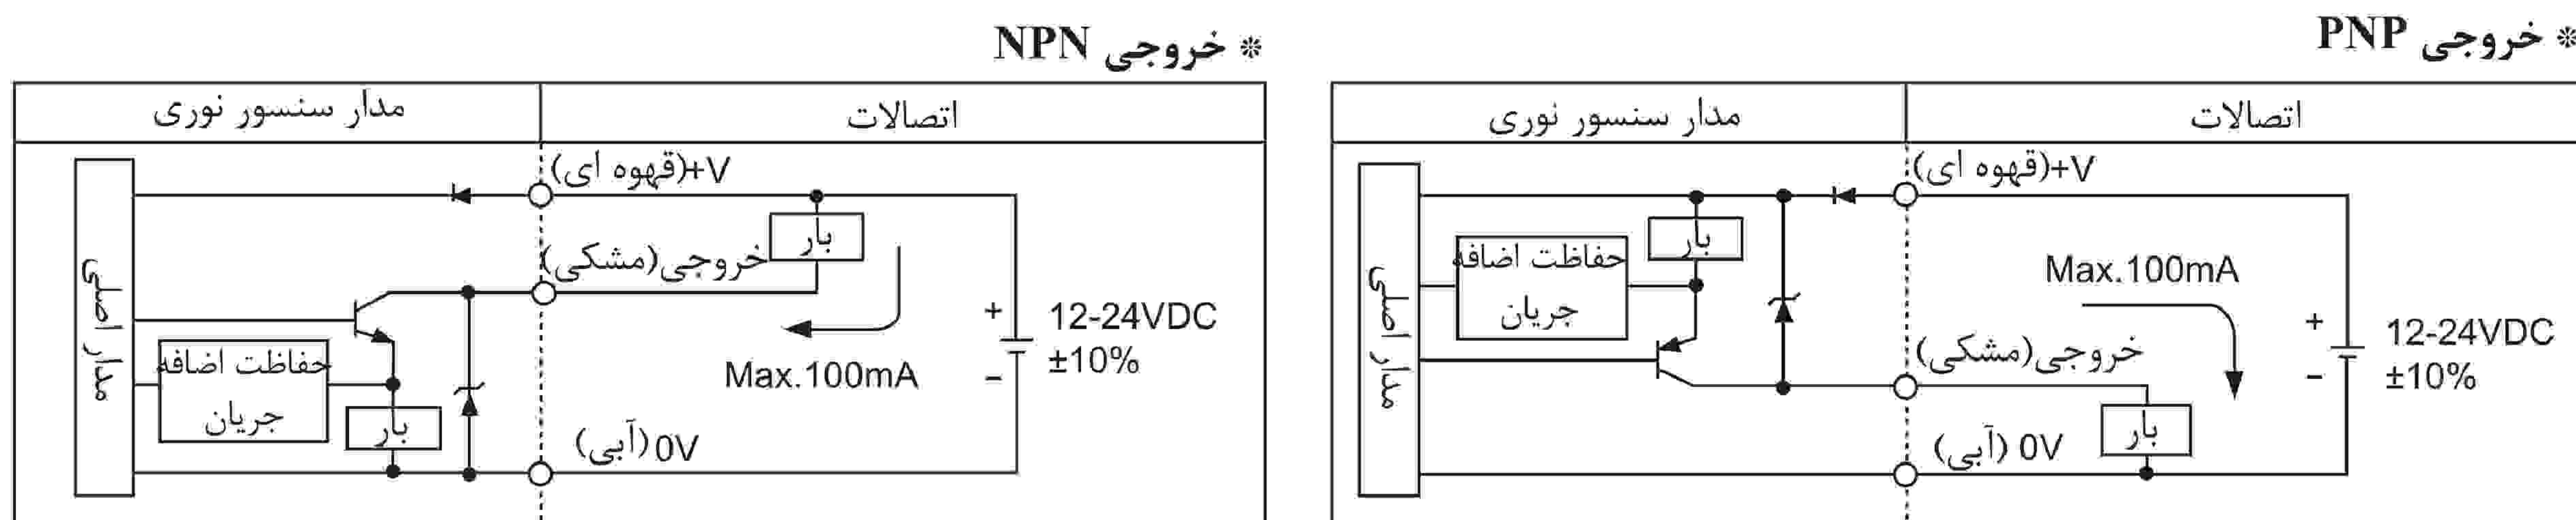 * خروجی NPN
مدار سنسور نوری
اتصالات
(قهوه ای)+V
بار
خروجی(مشکی)
مدار اصلی
حفاظت اضافه
جریان
بار
Max.100mA
+
-
12-24VDC
±10%
(آبی)0V
* خروجی PNP
مدار سنسور نوری
اتصالات
(قهوه ای)+V
بار
حفاظت اضافه
جریان
مدار اصلی
Max.100mA
خروجی(مشکی)
+
-
12-24VDC
±10%
بار
(آبی) 0V